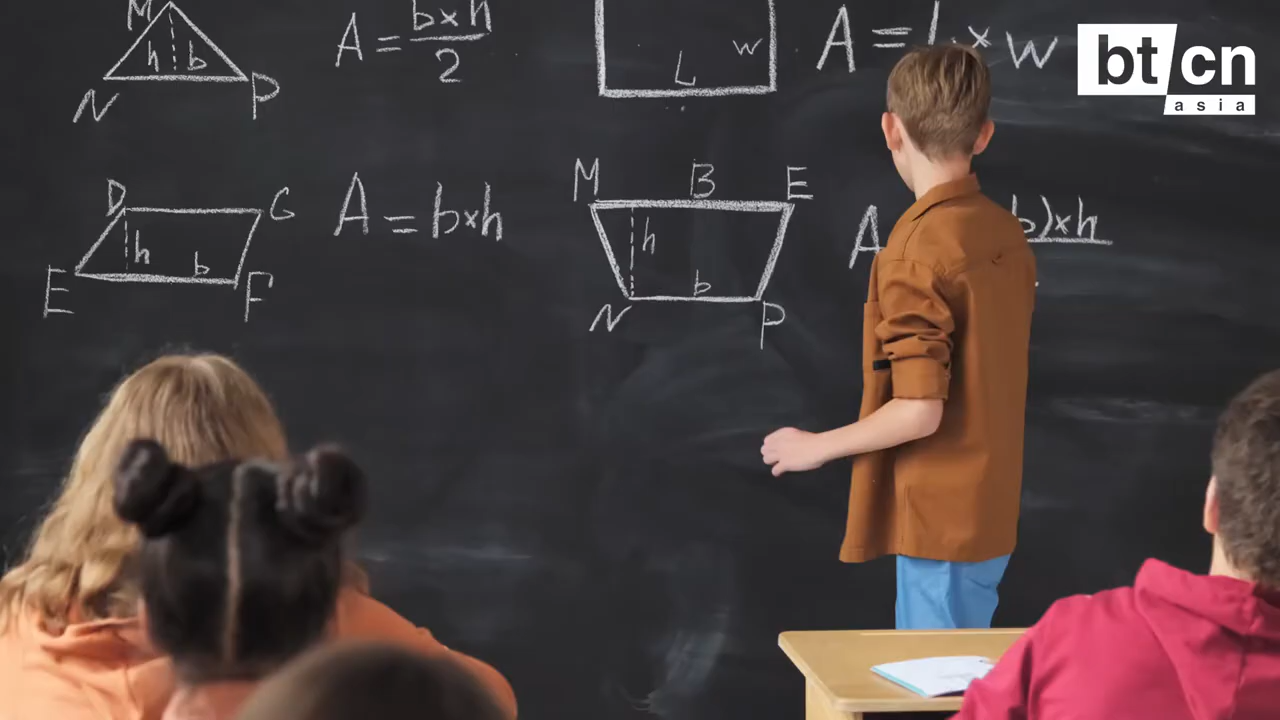 M
h b
N P
A = b×h
2
L w
A = L × w
bt/cn
asia
D G
h
b
E F
A = b×h
M B E
h
b
N P
A b)×h